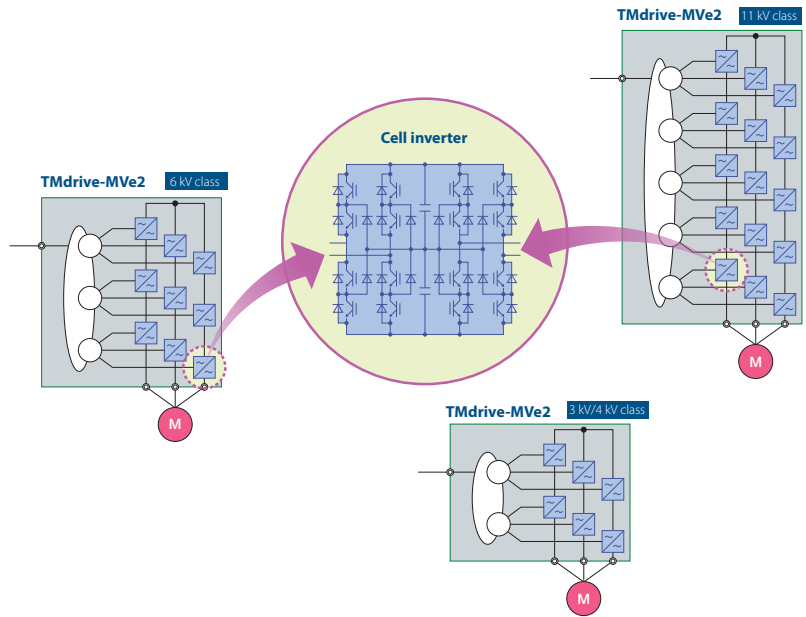 TMdrive-MVe2 11 kV class
Cell inverter
TMdrive-MVe2 6 kV class
M
M
TMdrive-MVe2 3 kV/4 kV class
M